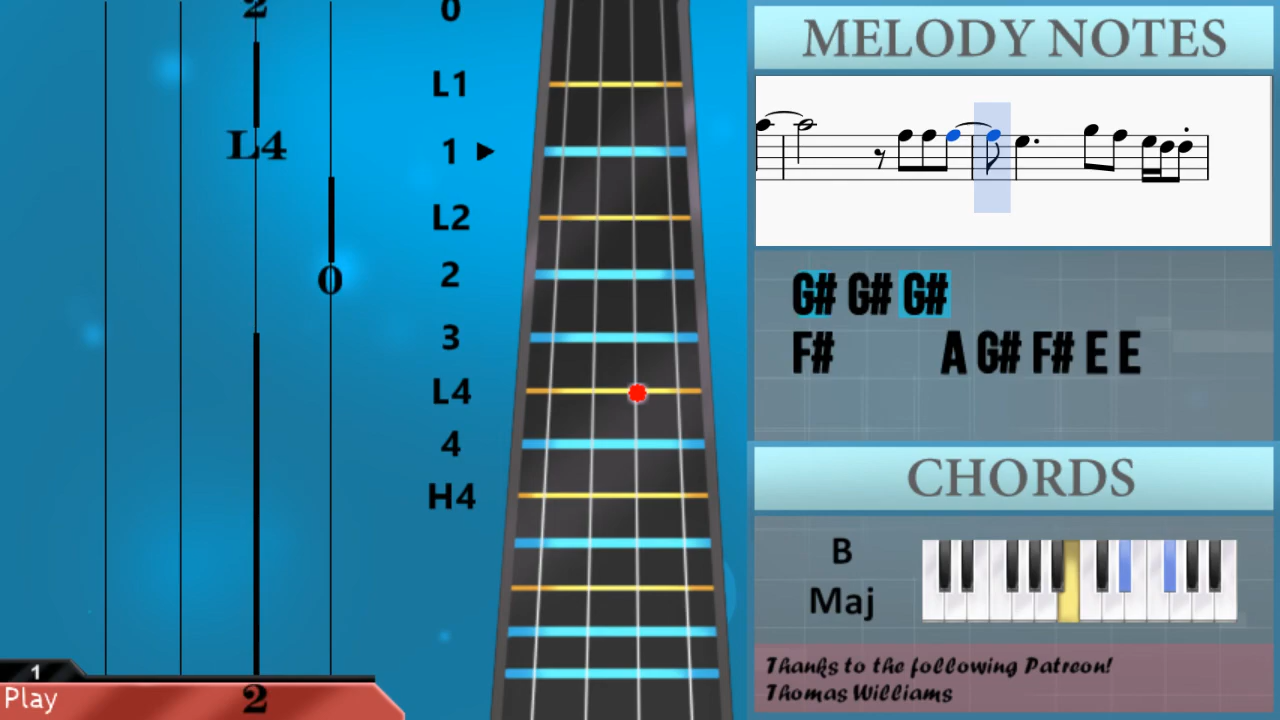 2
L4
0
1
Play
2
0
L1
1
L2
2
3
L4
4
H4
MELODY NOTES
G# G# G#
F# A G# F# E E
CHORDS
B
Maj
Thanks to the following Patreon!
Thomas Williams